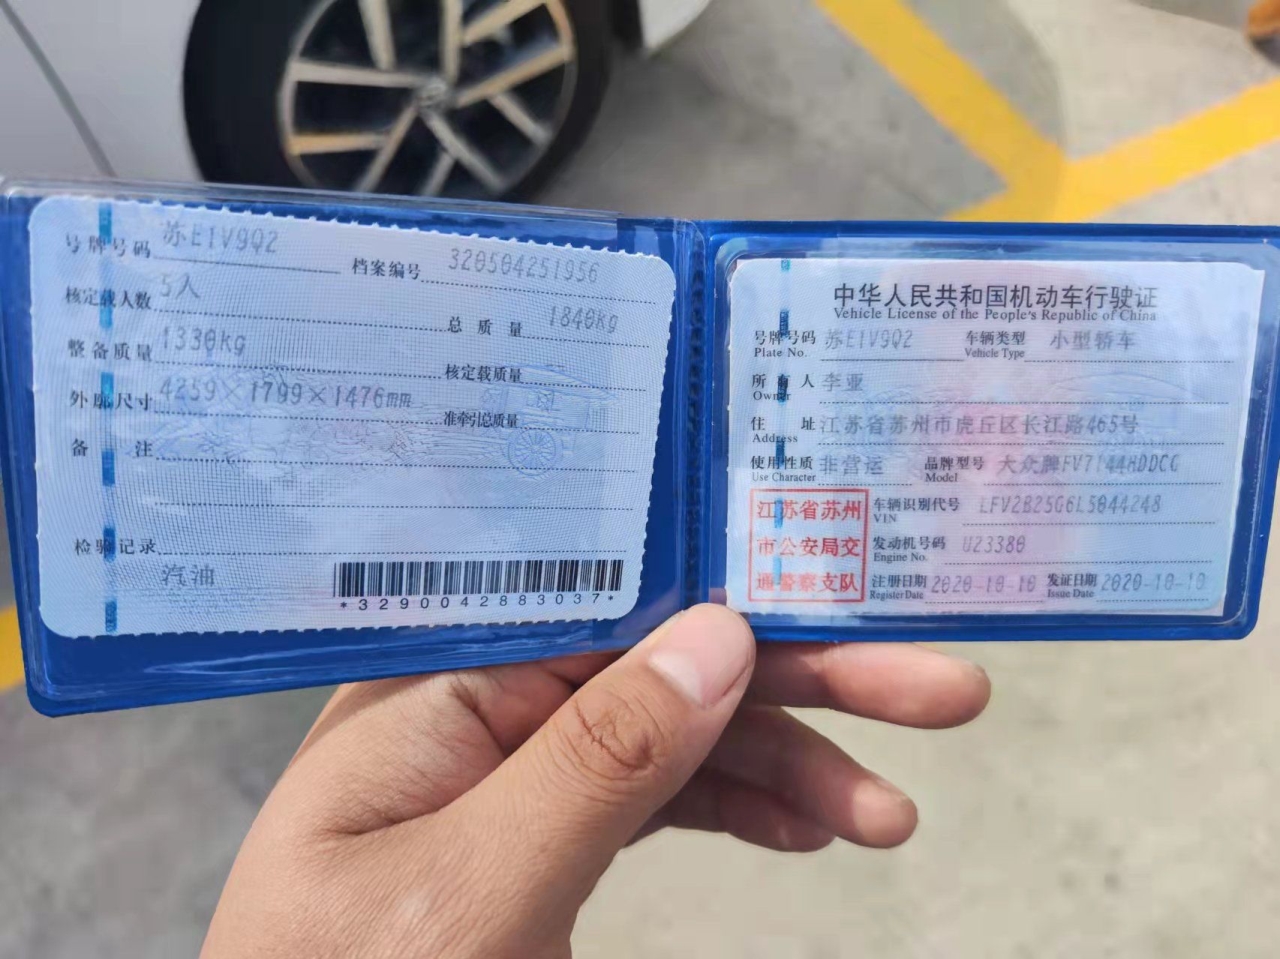 号牌号码 苏E1V9Q2 档案编号 320504251956
核定载人数 5人 总质量 1840kg
整备质量 1330kg 核定载质量
外廓尺寸 4259×1799×1476mm 准牵引总质量
备注
检验记录
汽油
*3290042883037*
中华人民共和国机动车行驶证
Vehicle License of the People's Republic of China
号牌号码 苏E1V9Q2 车辆类型 小型轿车
Plate No. Vehicle Type
所有人 李亚
Owner
住址 江苏省苏州市虎丘区长江路465号
Address
使用性质 非营运 品牌型号 大众牌FV7144HDDCG
Use Character Model
江苏省苏州
市公安局交
通警察支队
车辆识别代号 LFV2B25G6L5044248
VIN
发动机号码 U23380
Engine No.
注册日期 2020-10-10 发证日期 2020-10-10
Register Date Issue Date